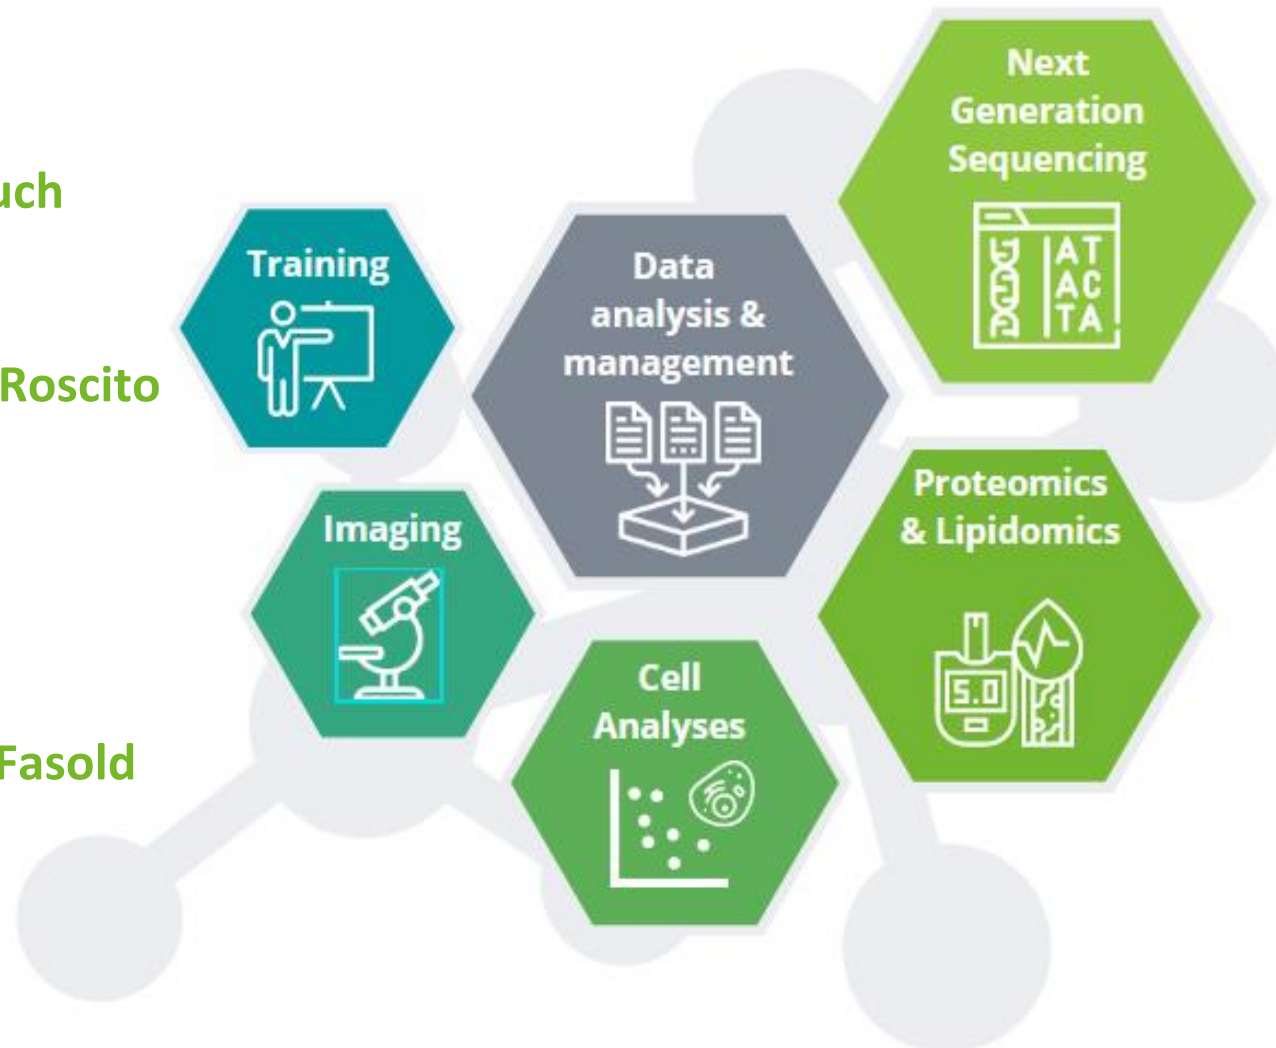 uch
Roscito
Fasold
Training
Data
analysis &
management
Next
Generation
Sequencing
AT
AC
TA
Imaging
Proteomics
& Lipidomics
5.0
Cell
Analyses